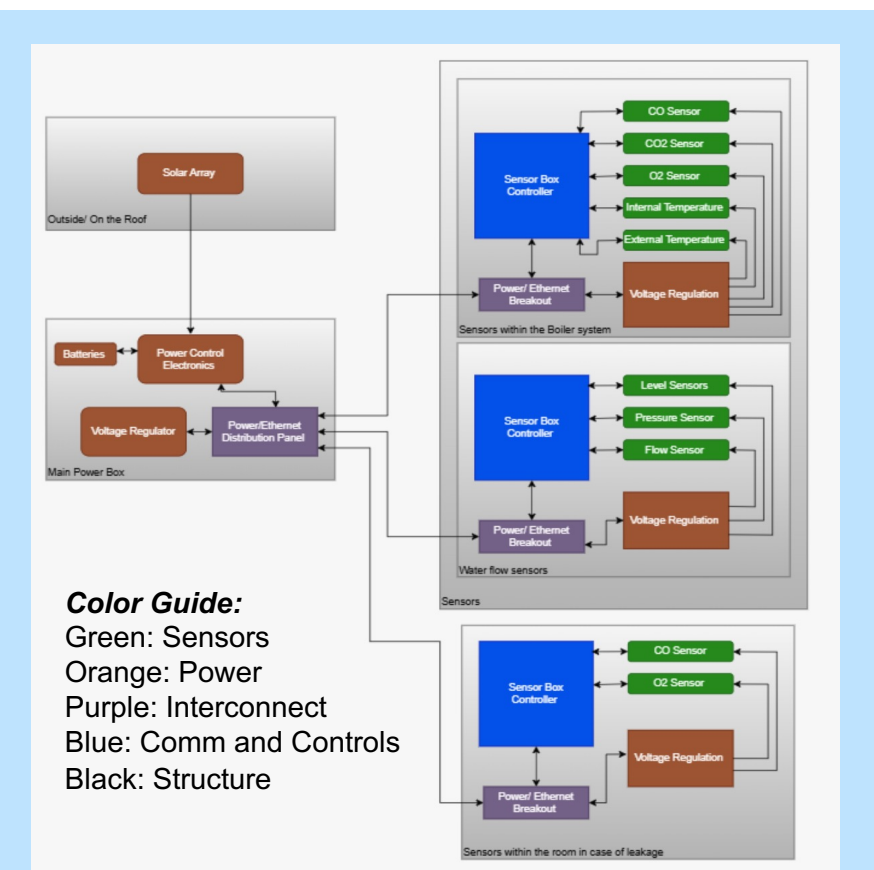 Solar Array
Outside/ On the Roof
Batteries
Power Control
Electronics
Voltage Regulator
Power/Ethernet
Distribution Panel
Main Power Box
CO Sensor
CO2 Sensor
O2 Sensor
Internal Temperature
External Temperature
Sensor Box
Controller
Power/ Ethernet
Breakout
Voltage Regulation
Sensors within the Boiler system
Level Sensors
Pressure Sensor
Flow Sensor
Sensor Box
Controller
Power/ Ethernet
Breakout
Voltage Regulation
Water flow sensors
Sensors
CO Sensor
O2 Sensor
Sensor Box
Controller
Voltage Regulation
Power/ Ethernet
Breakout
Sensors within the room in case of leakage
Color Guide:
Green: Sensors
Orange: Power
Purple: Interconnect
Blue: Comm and Controls
Black: Structure